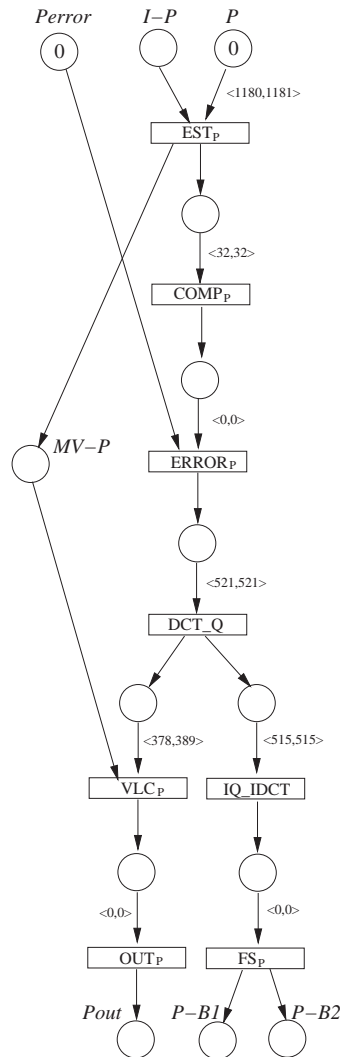 Perror I-P P
0 0
<1180,1181>
EST_P
<32,32>
COMP_P
<0,0>
MV-P
ERROR_P
<521,521>
DCT_Q
<378,389> <515,515>
VLC_P IQ_IDCT
<0,0> <0,0>
OUT_P FS_P
Pout P-B1 P-B2